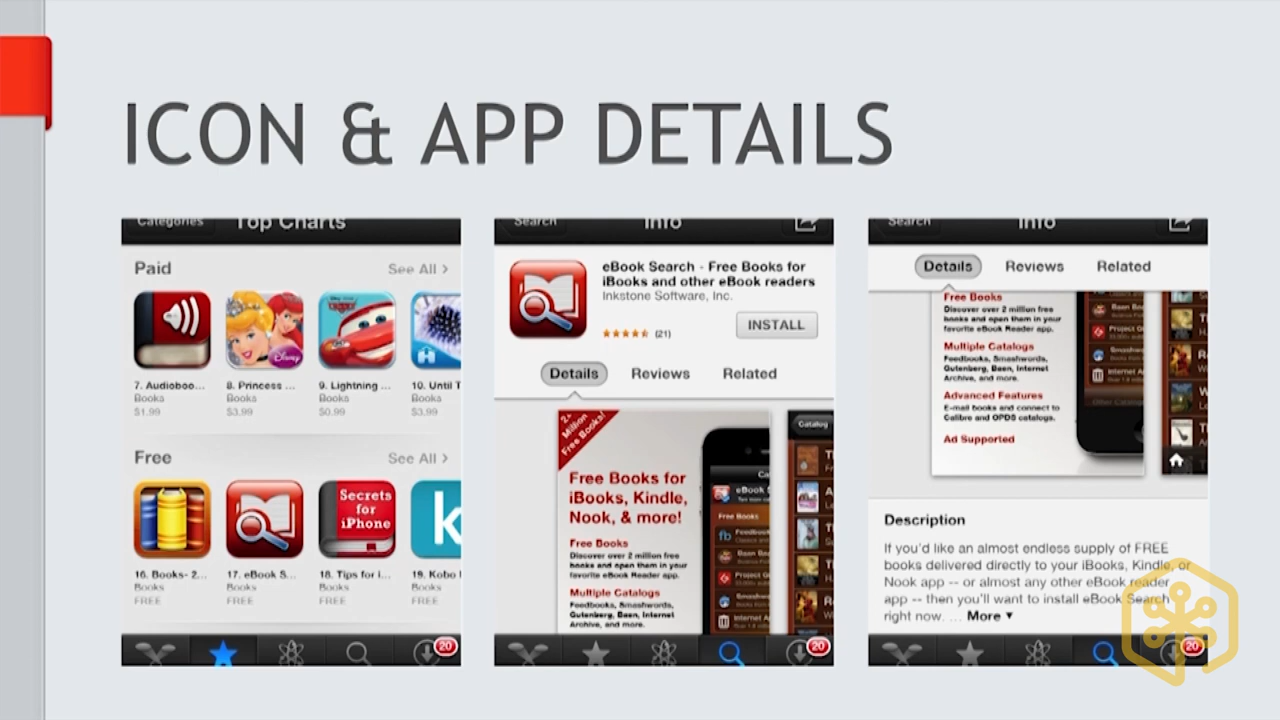 ICON & APP DETAILS
Categories
Top Charts
Paid
See All >
7. Audioboo...
Books
$1.99
8. Princess ...
Books
$3.99
9. Lightning ...
Books
$0.99
10. Until T
Books
$3.99
Free
See All >
Secrets
for
iPhone
k
16. Books- 2...
Books
FREE
17. eBook S...
Books
FREE
18. Tips for i...
Books
FREE
19. Kobo
Books
FREE
20
Search
Info
eBook Search - Free Books for
iBooks and other eBook readers
Inkstone Software, Inc.
(21)
INSTALL
Details
Reviews
Related
2+
Million
Free Books!
Free Books for
iBooks, Kindle,
Nook, & more!
Free Books
Discover over 2 million free
books and open them in your
favorite eBook Reader app.
Multiple Catalogs
Feedbooks, Smashwords,
Gutenberg, Baen, Internet
Archive, and more.
Free Books
Catalog
20
Search
Info
Details
Reviews
Related
Free Books
Discover over 2 million free
books and open them in your
favorite eBook Reader app.
Multiple Catalogs
Feedbooks, Smashwords,
Gutenberg, Baen, Internet
Archive, and more.
Advanced Features
E-mail books and connect to
Calibre and OPDS catalogs.
Ad Supported
Description
If you'd like an almost endless supply of FREE
books delivered directly to your iBooks, Kindle, or
Nook app -- or almost any other eBook reader
app -- then you'll want to install eBook Search
right now. ... More ▼
20